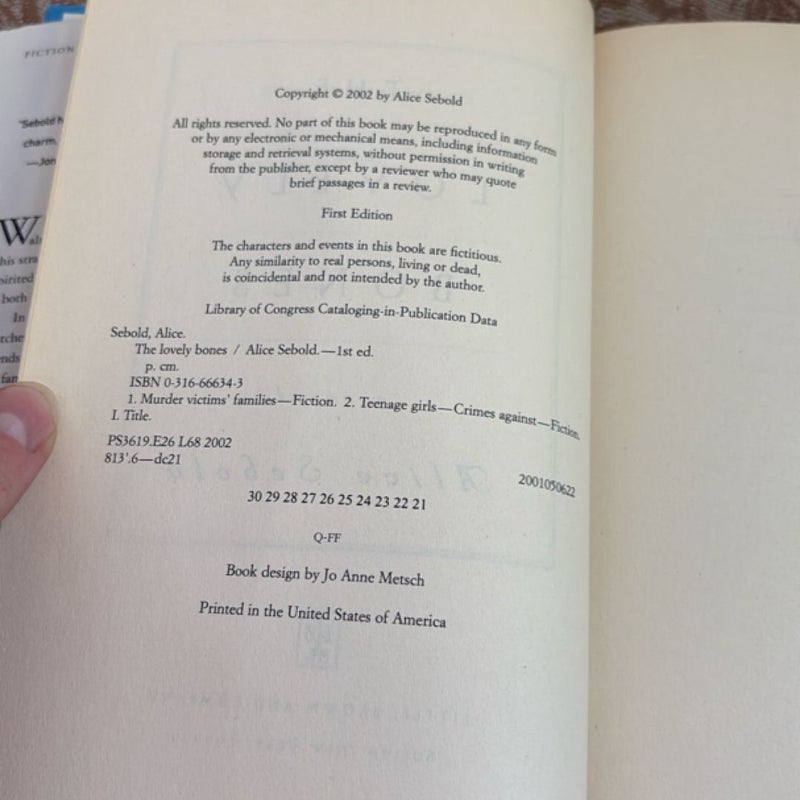 FICTION
"Sebold
charm.
—Jon
his stra
both
In
Copyright © 2002 by Alice Sebold
All rights reserved. No part of this book may be reproduced in any form
or by any electronic or mechanical means, including information
storage and retrieval systems, without permission in writing
from the publisher, except by a reviewer who may quote
brief passages in a review.
First Edition
The characters and events in this book are fictitious.
Any similarity to real persons, living or dead,
is coincidental and not intended by the author.
Library of Congress Cataloging-in-Publication Data
Sebold, Alice.
The lovely bones / Alice Sebold.—1st ed.
p. cm.
ISBN 0-316-66634-3
1. Murder victims' families—Fiction. 2. Teenage girls—Crimes against—Fiction.
I. Title.
PS3619.E26 L68 2002
813'.6—dc21
2001050622
30 29 28 27 26 25 24 23 22 21
Q-FF
Book design by Jo Anne Metsch
Printed in the United States of America